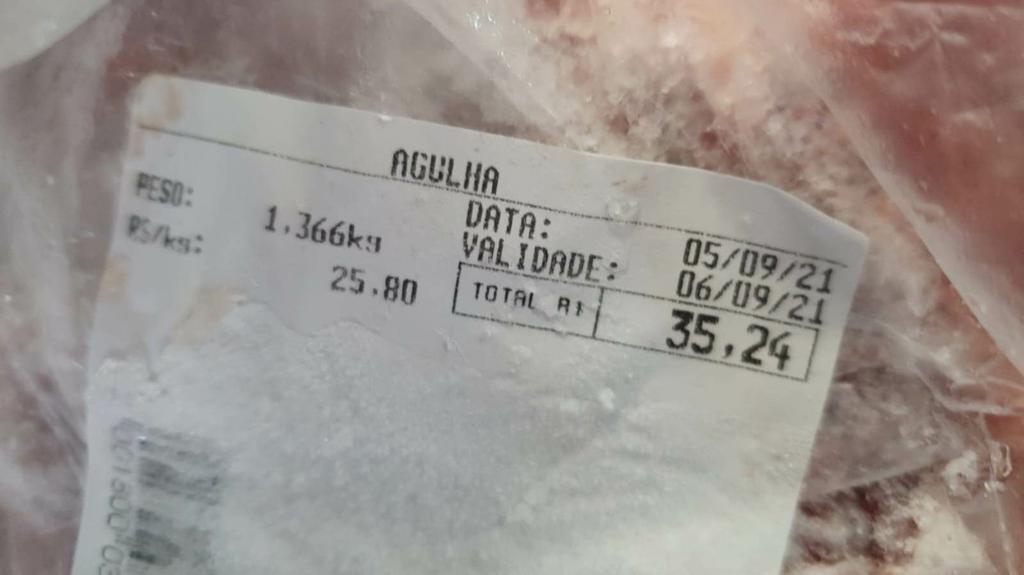 AGULHA
PESO: 1.366kg
R$/kg: 25.80
DATA: 05/09/21
VALIDADE: 06/09/21
TOTAL R$ 35,24